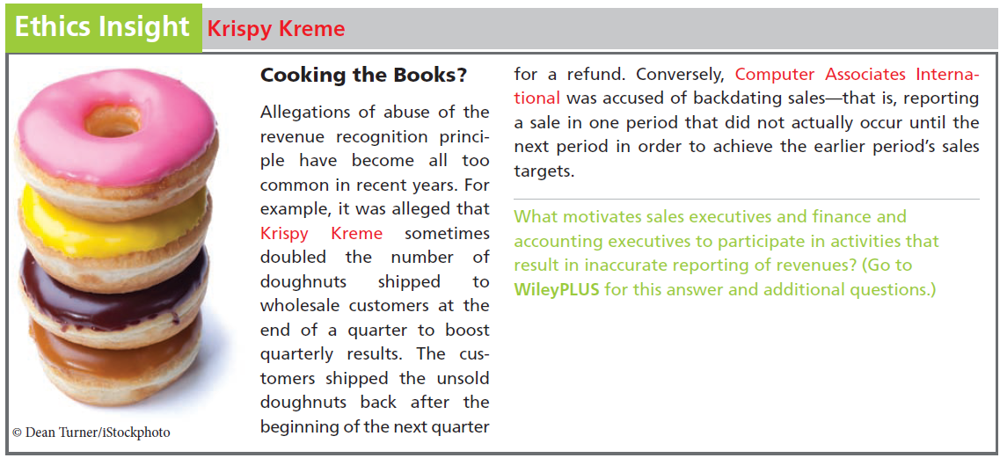 Ethics Insight Krispy Kreme
Cooking the Books?
Allegations of abuse of the
revenue recognition princi-
ple have become all too
common in recent years. For
example, it was alleged that
Krispy Kreme sometimes
doubled the number of
doughnuts shipped to
wholesale customers at the
end of a quarter to boost
quarterly results. The cus-
tomers shipped the unsold
doughnuts back after the
beginning of the next quarter
for a refund. Conversely, Computer Associates Interna-
tional was accused of backdating sales—that is, reporting
a sale in one period that did not actually occur until the
next period in order to achieve the earlier period's sales
targets.
What motivates sales executives and finance and
accounting executives to participate in activities that
result in inaccurate reporting of revenues? (Go to
WileyPLUS for this answer and additional questions.)
© Dean Turner/iStockphoto